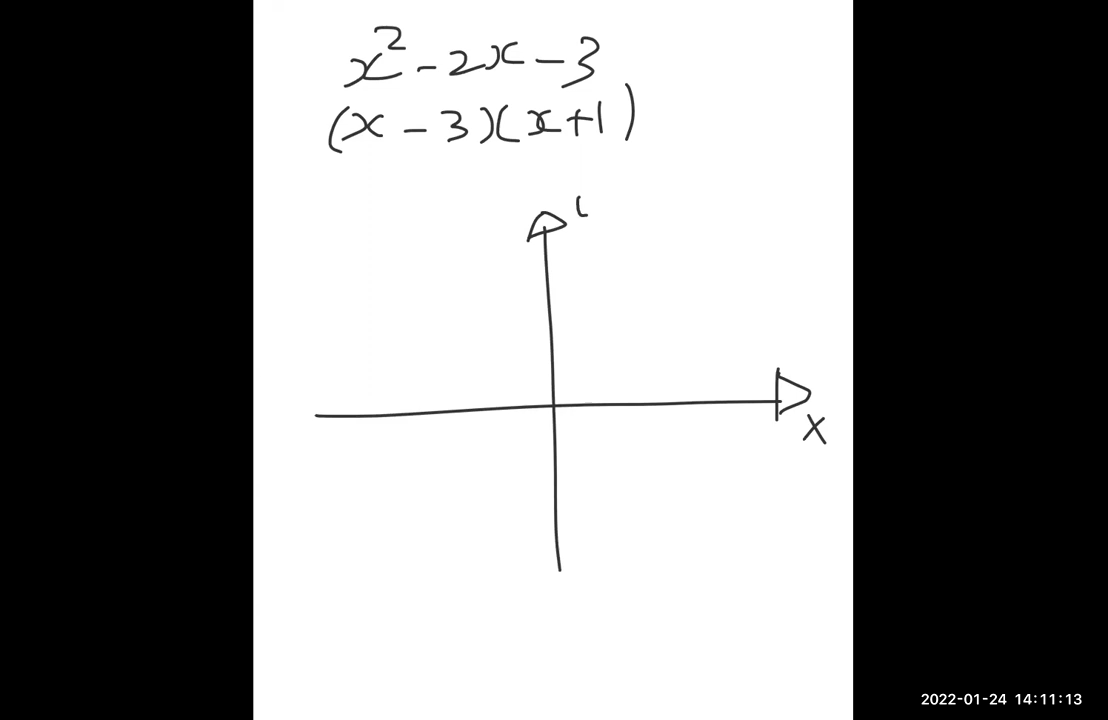 x² - 2x - 3
(x - 3)(x+1)
x
2022-01-24 14:11:13